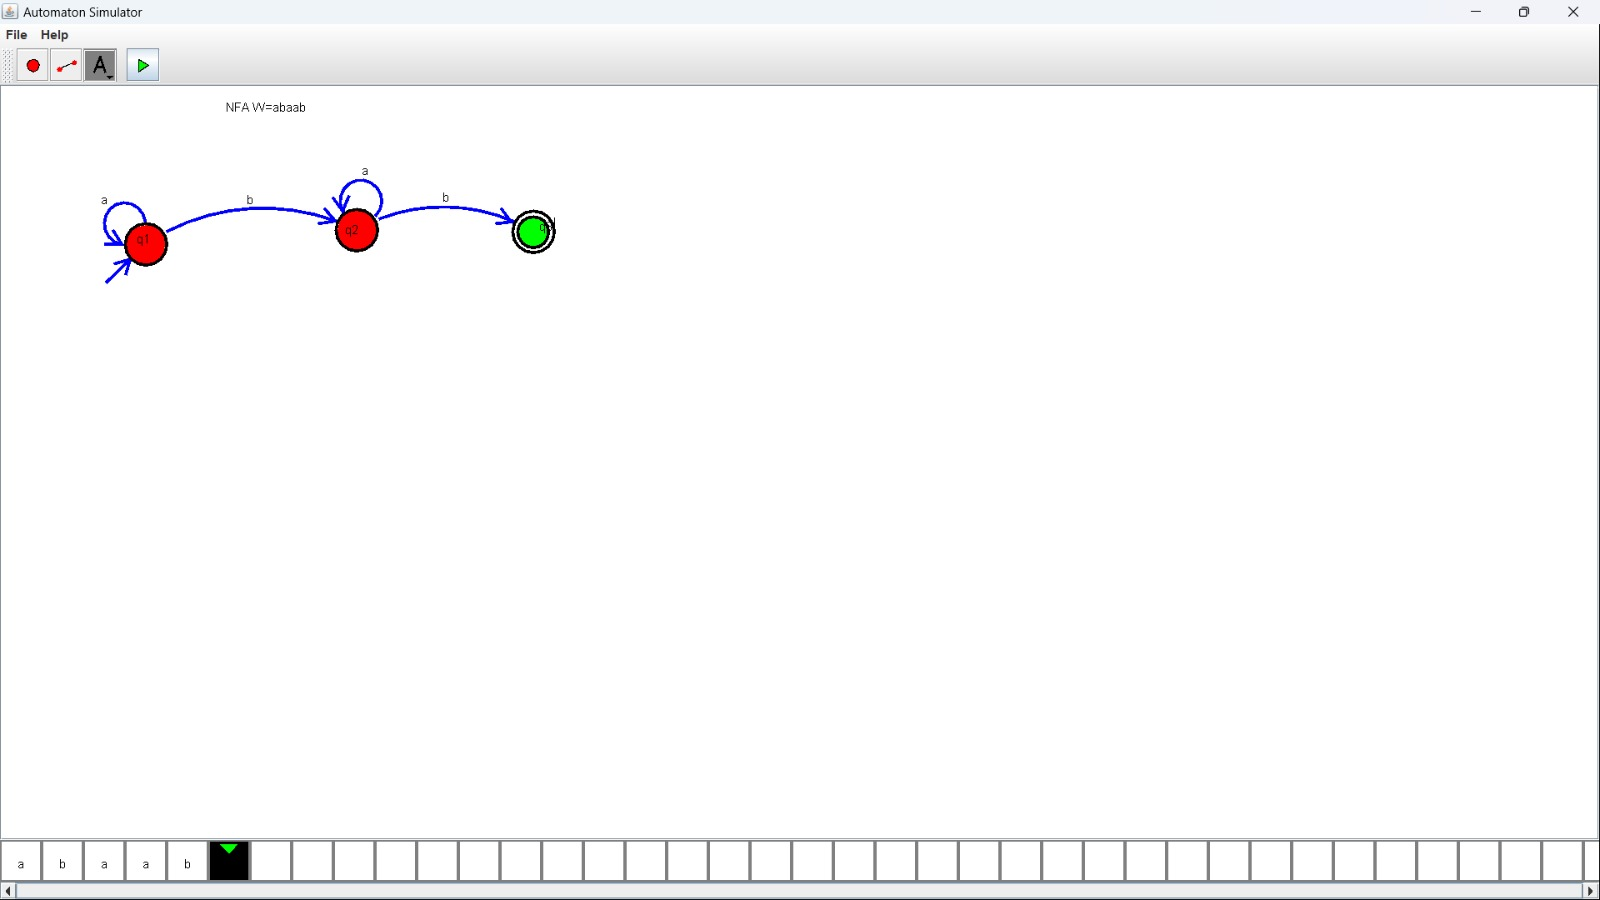 Automaton Simulator
File Help
A
NFA W=abaab
a
a
b
b
q1
q2
a b a a b